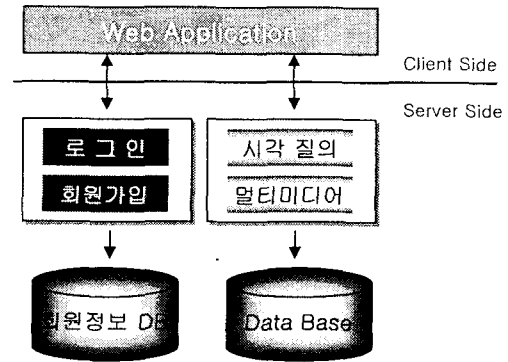 Web Application
Client Side
Server Side
로그인
회원가입
시각 질의
멀티미디어
회원정보 DB
Data Base